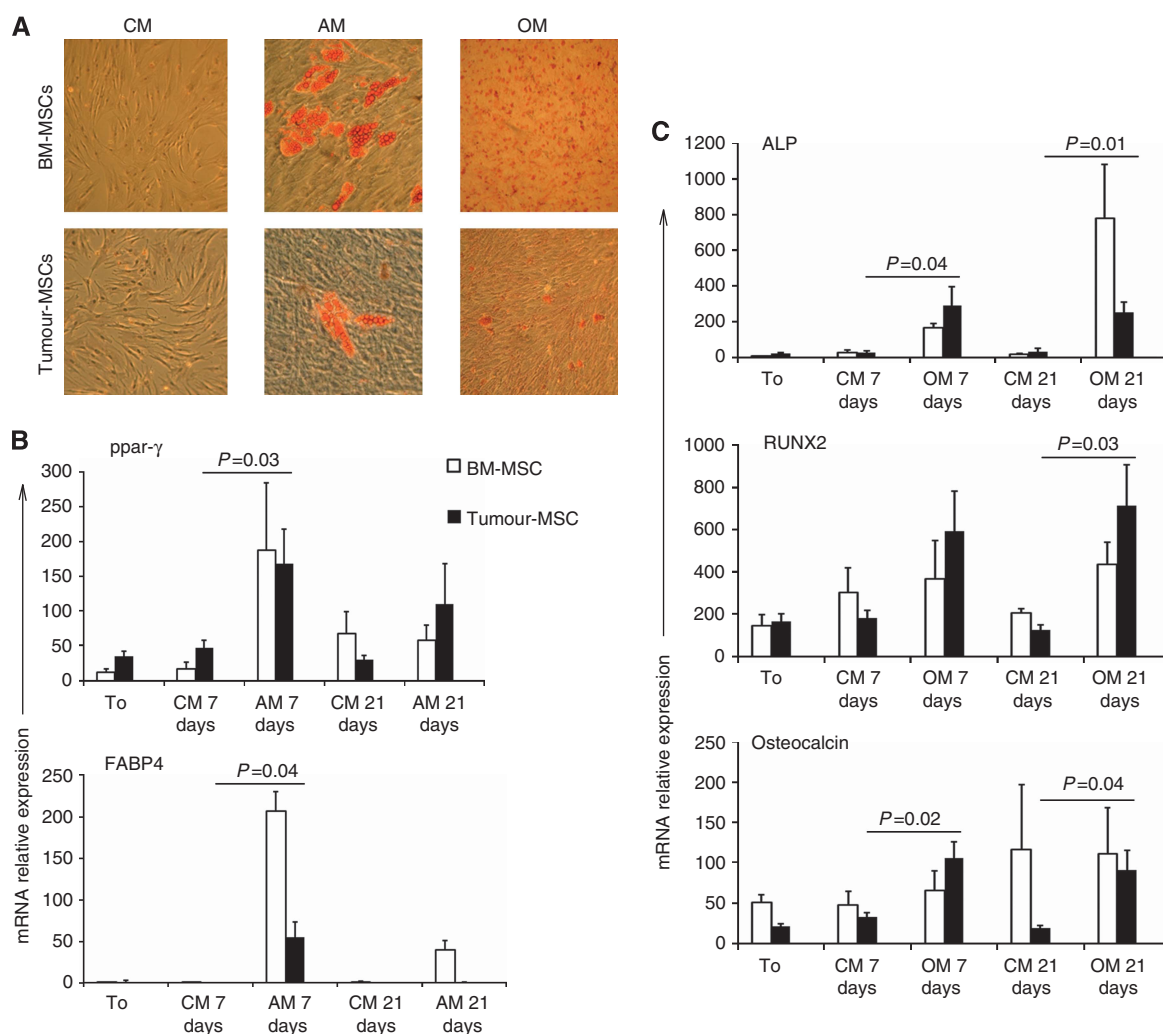 A
CM
AM
OM
BM-MSCs
Tumour-MSCs
B
ppar-γ
P=0.03
BM-MSC
Tumour-MSC
300
250
200
150
100
50
0
To
CM 7
days
AM 7
days
CM 21
days
AM 21
days
FABP4
P=0.04
250
200
150
100
50
0
To
CM 7
days
AM 7
days
CM 21
days
AM 21
days
mRNA relative expression
C
ALP
P=0.01
P=0.04
1200
1000
800
600
400
200
0
To
CM 7
days
OM 7
days
CM 21
days
OM 21
days
RUNX2
P=0.03
1000
800
600
400
200
0
To
CM 7
days
OM 7
days
CM 21
days
OM 21
days
Osteocalcin
P=0.04
P=0.02
250
200
150
100
50
0
To
CM 7
days
OM 7
days
CM 21
days
OM 21
days
mRNA relative expression